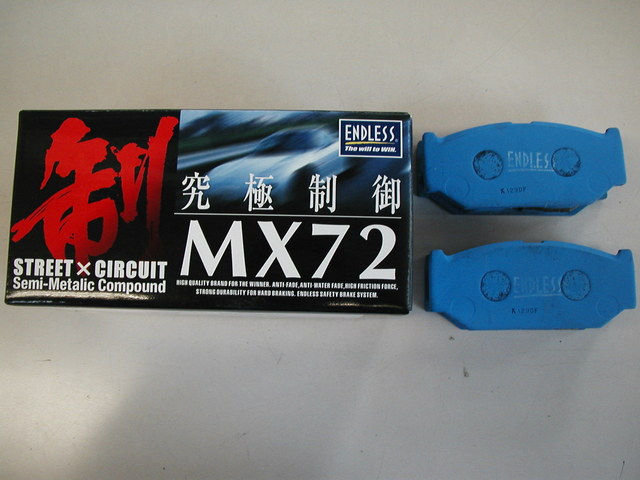 制
ENDLESS
The will to WIN.
究極制御
MX72
STREET×CIRCUIT
Semi-Metalic Compound
HIGH QUALITY BRAND FOR THE WINNER. ANTI-FADE, ANTI-WATER FADE, HIGH FRICTION FORCE,
STRONG DURABILITY FOR HARD BRAKING. ENDLESS SAFETY BRAKE SYSTEM.
ENDLESS
ENDLESS